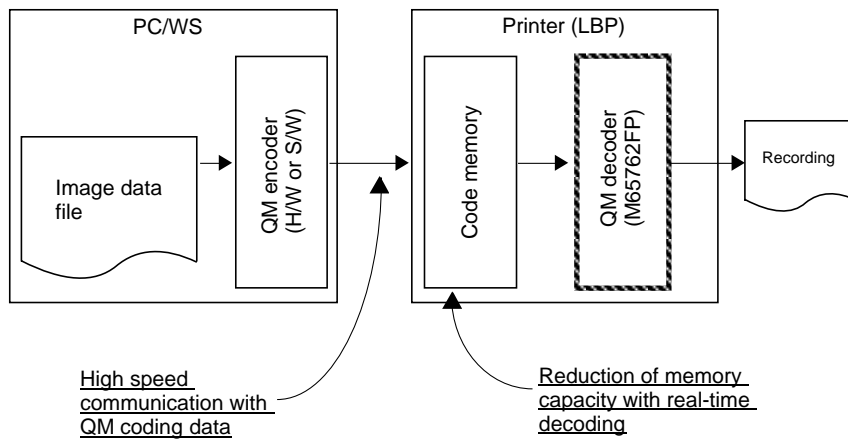 PC/WS
Printer (LBP)
Image data
file
QM encoder
(H/W or S/W)
Code memory
QM decoder
(M65762FP)
Recording
High speed
communication with
QM coding data
Reduction of memory
capacity with real-time
decoding